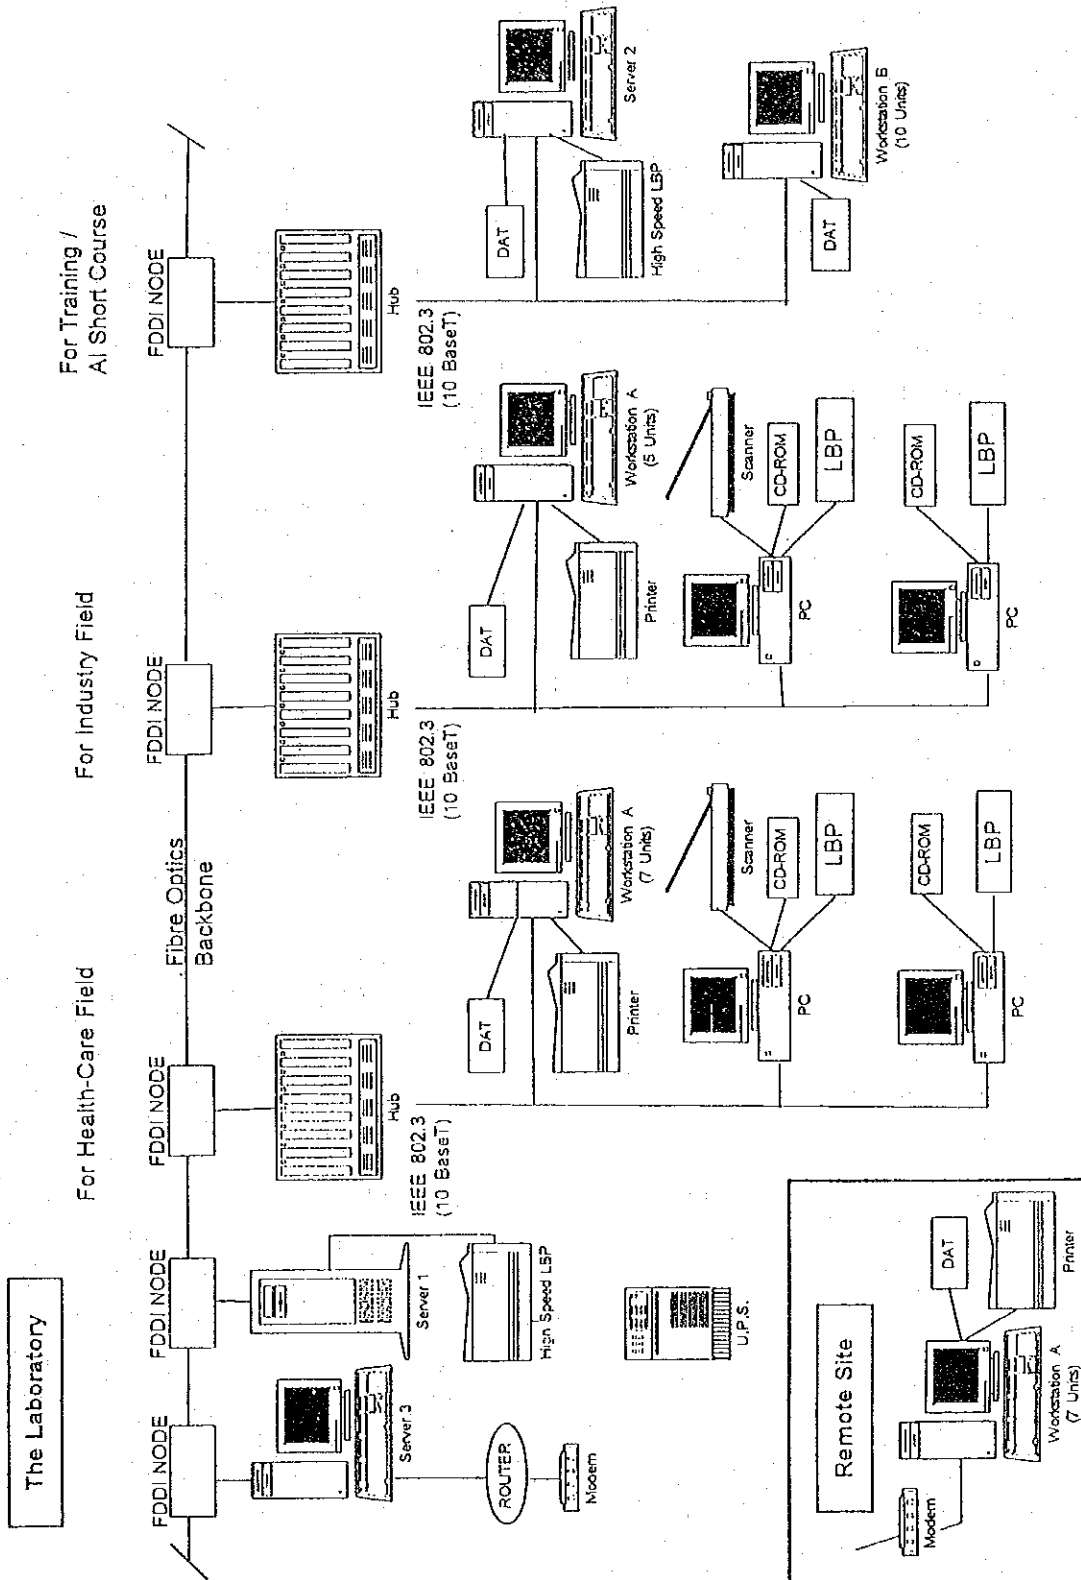 The Laboratory
For Health-Care Field
For Industry Field
For Training /
AI Short Course
FDDI NODE
FDDI NODE
FDDI NODE
FDDI NODE
FDDI NODE
Fibre Optics
Backbone
Server 3
ROUTER
Modem
Server 1
High Speed LBP
U.P.S.
Hub
IEEE 802.3
(10 BaseT)
DAT
Printer
Workstation A
(7 Units)
PC
Scanner
CD-ROM
LBP
PC
CD-ROM
LBP
Hub
IEEE 802.3
(10 BaseT)
DAT
Printer
Workstation A
(5 Units)
PC
Scanner
CD-ROM
LBP
PC
CD-ROM
LBP
Hub
IEEE 802.3
(10 BaseT)
DAT
High Speed LBP
Server 2
DAT
Workstation B
(10 Units)
Remote Site
Modem
Workstation A
(7 Units)
DAT
Printer